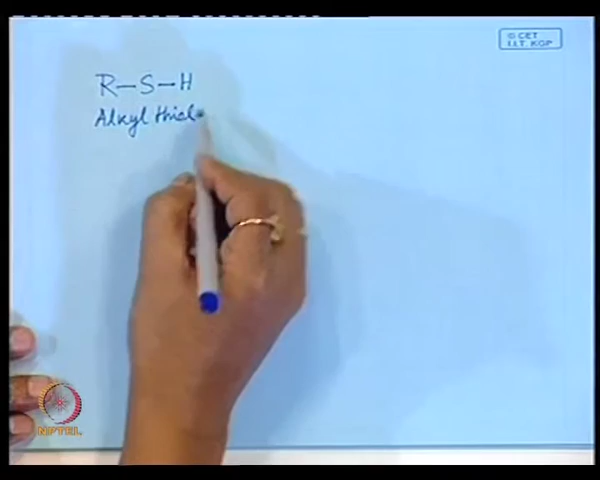 © CET
I.I.T. KGP
R-S-H
Alkyl thiol
NPTEL